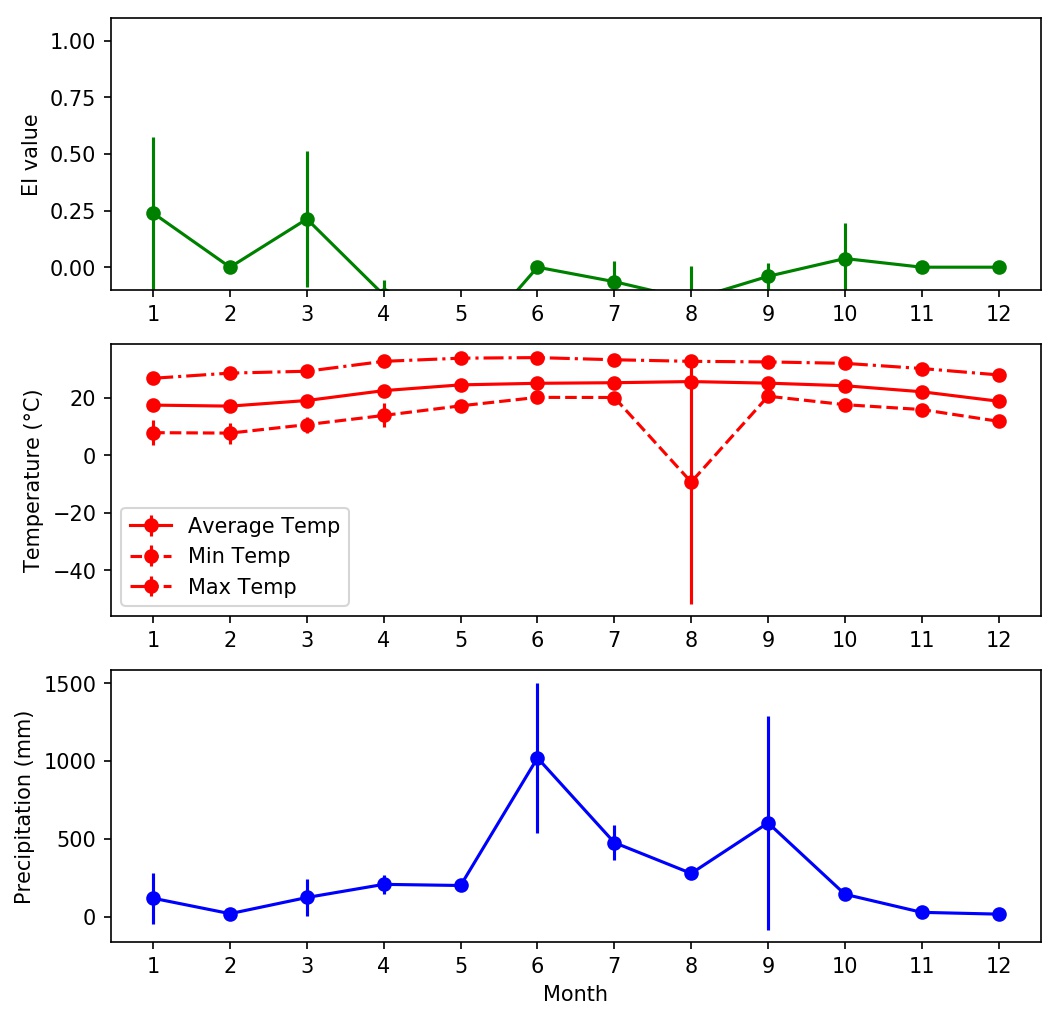 1.00
0.75
0.50
0.25
0.00
EI value
1 2 3 4 5 6 7 8 9 10 11 12
20
0
−20
−40
Temperature (°C)
Average Temp
Min Temp
Max Temp
1 2 3 4 5 6 7 8 9 10 11 12
1500
1000
500
0
Precipitation (mm)
1 2 3 4 5 6 7 8 9 10 11 12
Month